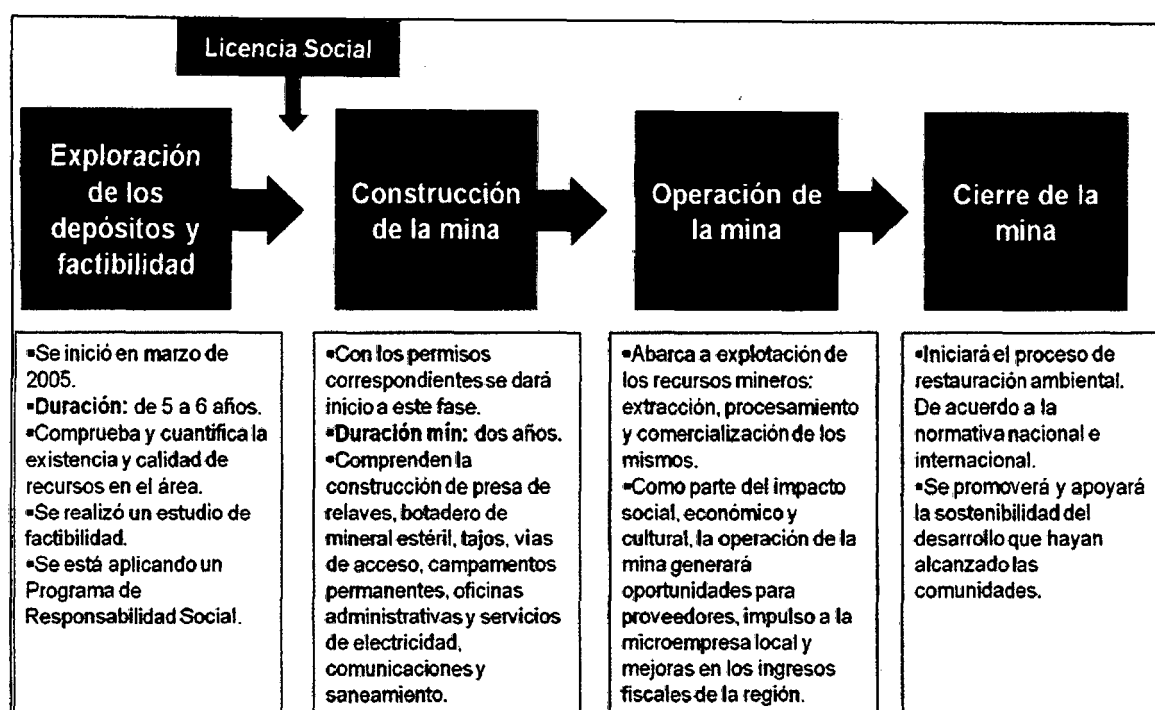 Licencia Social
Exploración
de los
depósitos y
factibilidad
Construcción
de la mina
Operación de
la mina
Cierre de la
mina
▪Se inició en marzo de
2005.
▪Duración: de 5 a 6 años.
▪Comprueba y cuantifica la
existencia y calidad de
recursos en el área.
▪Se realizó un estudio de
factibilidad.
▪Se está aplicando un
Programa de
Responsabilidad Social.
▪Con los permisos
correspondientes se dará
inicio a este fase.
▪Duración mín: dos años.
▪Comprenden la
construcción de presa de
relaves, botadero de
mineral estéril, tajos, vías
de acceso, campamentos
permanentes, oficinas
administrativas y servicios
de electricidad,
comunicaciones y
saneamiento.
▪Abarca a explotación de
los recursos mineros:
extracción, procesamiento
y comercialización de los
mismos.
▪Como parte del impacto
social, económico y
cultural, la operación de la
mina generará
oportunidades para
proveedores, impulso a la
microempresa local y
mejoras en los ingresos
fiscales de la región.
▪Iniciará el proceso de
restauración ambiental.
De acuerdo a la
normativa nacional e
internacional.
▪Se promoverá y apoyará
la sostenibilidad del
desarrollo que hayan
alcanzado las
comunidades.